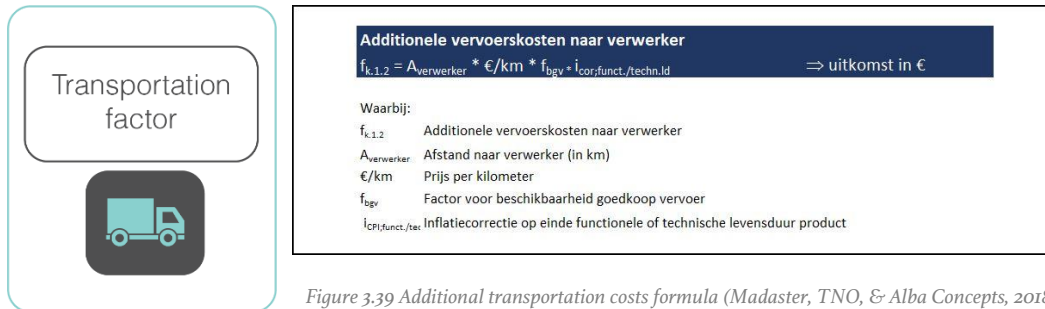 Transportation
factor
Additionele vervoerskosten naar verwerker
fk.1.2 = Averwerker * €/km * fbgv * icor;funct./techn.ld ⇒ uitkomst in €
Waarbij:
fk.1.2 Additionele vervoerskosten naar verwerker
Averwerker Afstand naar verwerker (in km)
€/km Prijs per kilometer
fbgv Factor voor beschikbaarheid goedkoop vervoer
iCPI;funct./tec Inflatiecorrectie op einde functionele of technische levensduur product
Figure 3.39 Additional transportation costs formula (Madaster, TNO, & Alba Concepts, 2018